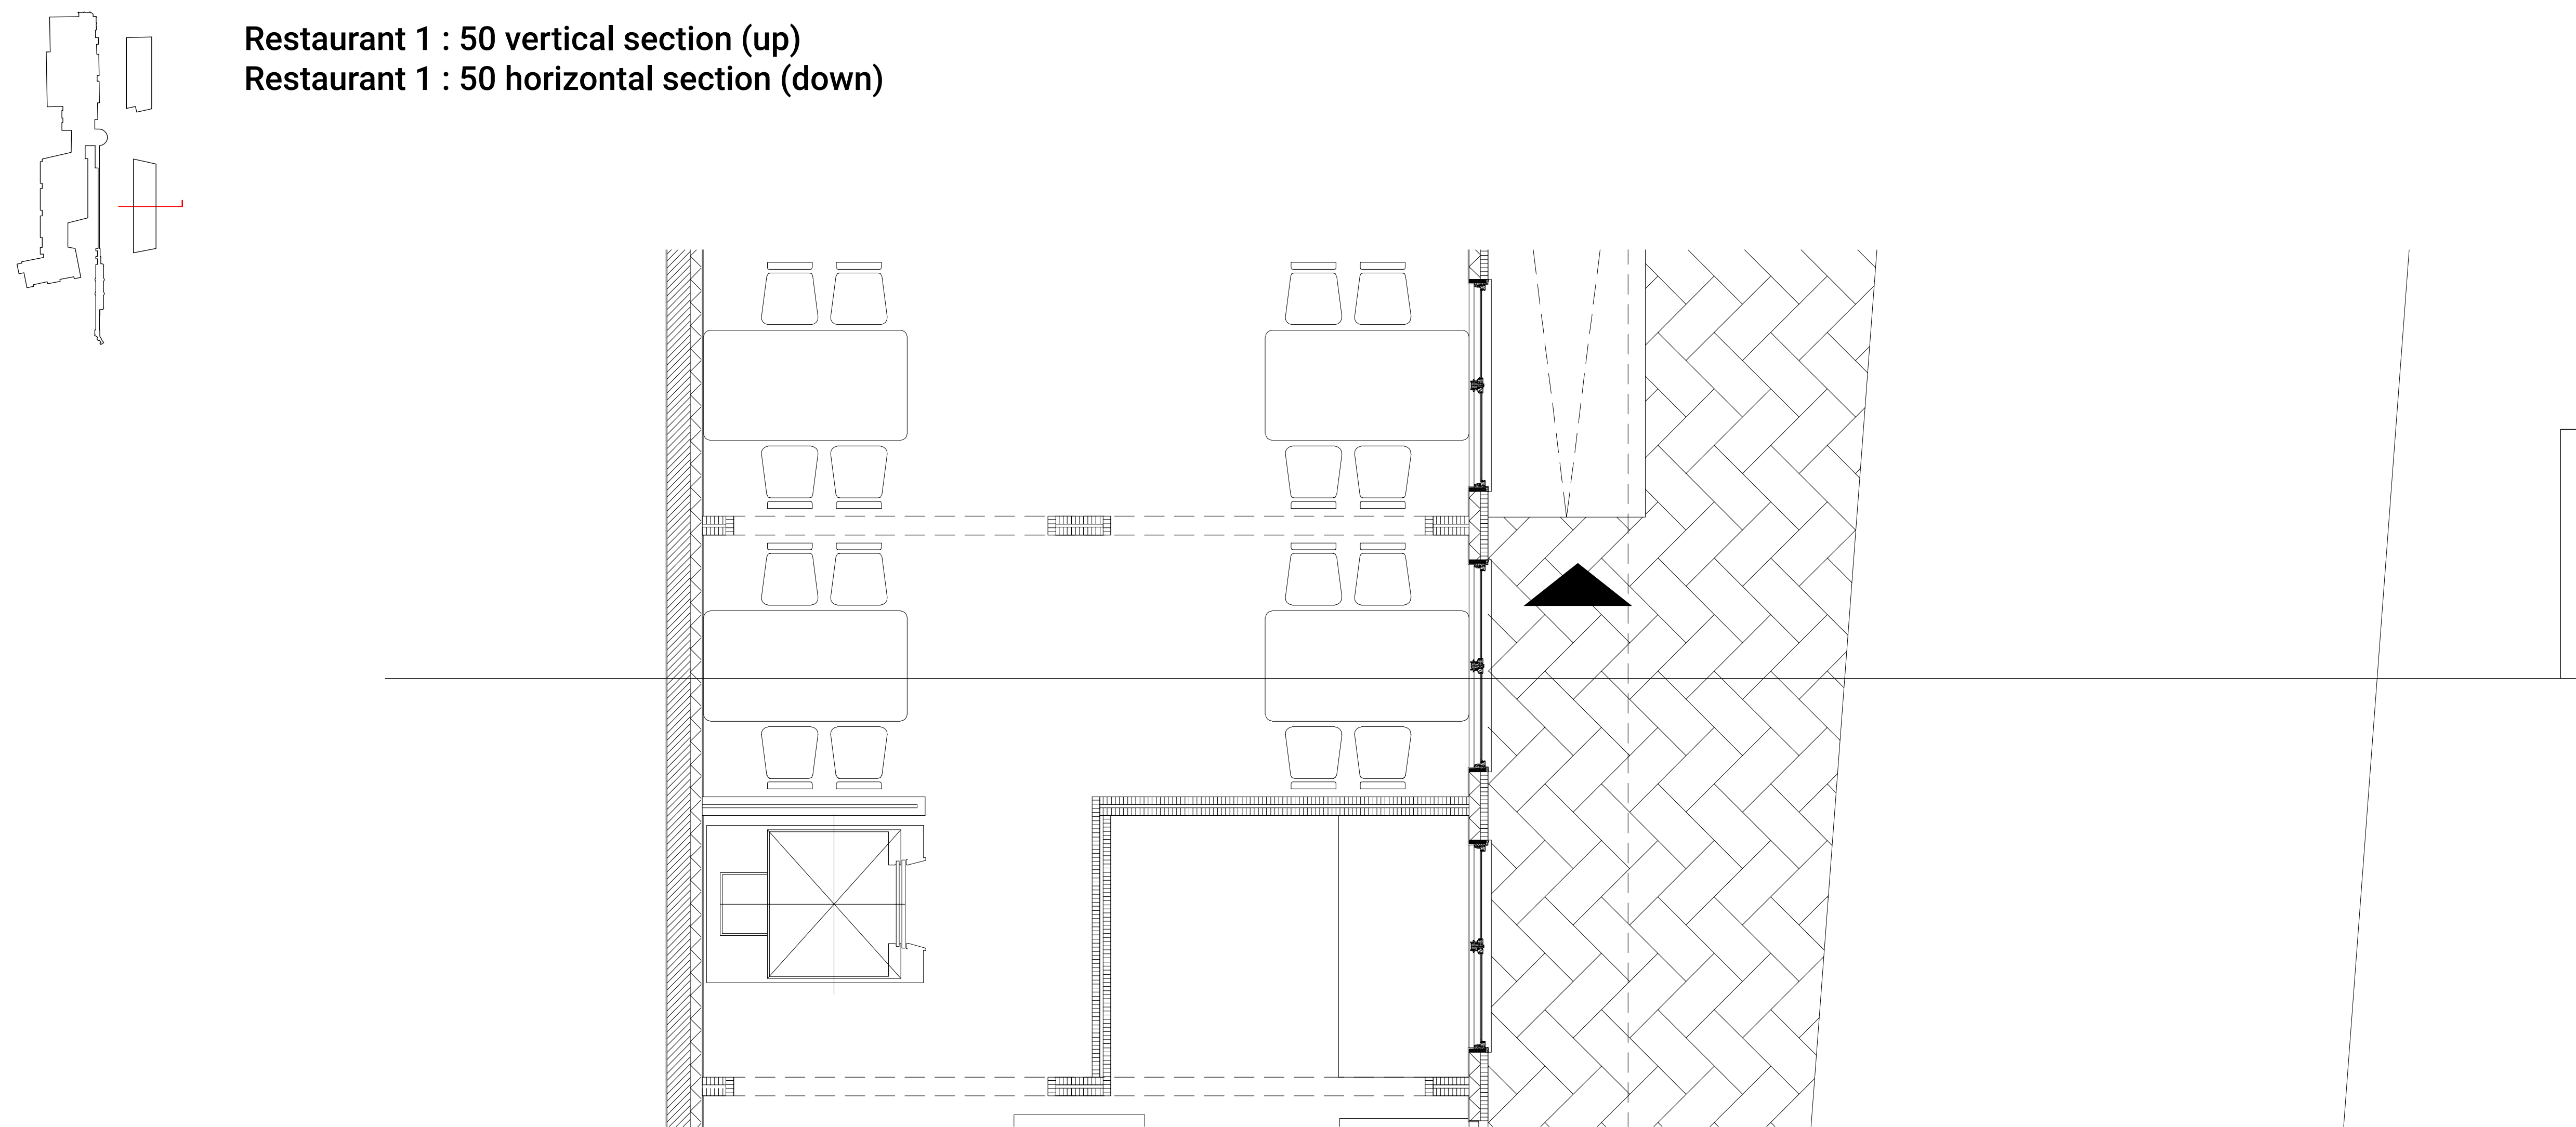 Restaurant 1 : 50 vertical section (up)
Restaurant 1 : 50 horizontal section (down)